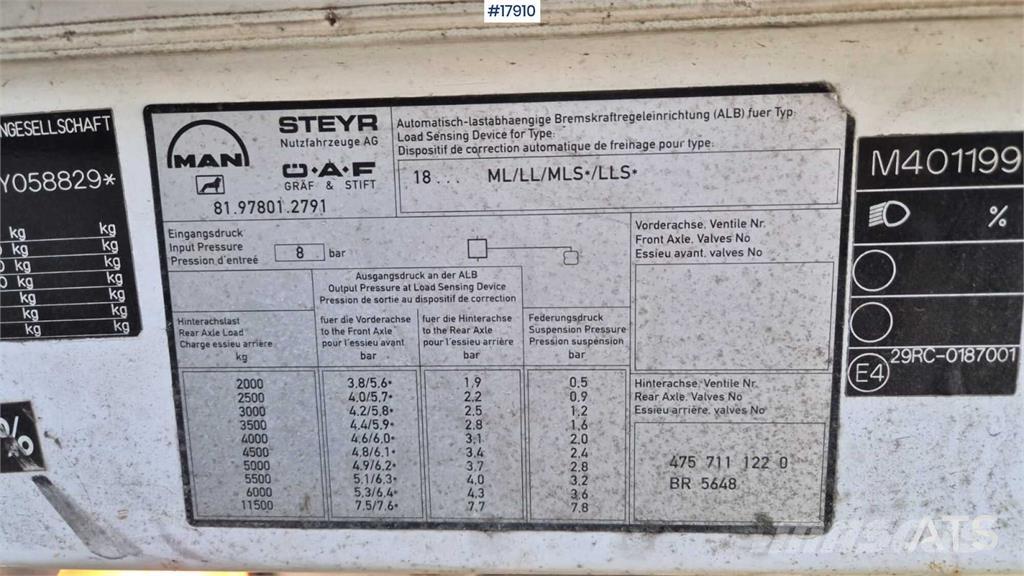 #17910
NGESELLSCHAFT
Y058829*
kg kg
kg kg
kg kg
kg kg
kg kg
kg kg
%
MAN
STEYR
Nutzfahrzeuge AG
Ö·A·F
GRÄF & STIFT
81.97801.2791
Automatisch-lastabhaengige Bremskraftregeleinrichtung (ALB) fuer Typ:
Load Sensing Device for Type:
Dispositif de correction automatique de freinage pour type:
18 . . . ML/LL/MLS*/LLS*
Eingangsdruck
Input Pressure
Pression d'entreé
8 bar
Ausgangsdruck an der ALB
Output Pressure at Load Sensing Device
Pression de sortie au dispositif de correction
Hinterachslast
Rear Axle Load
Charge essieu arrière
kg
fuer die Vorderachse
to the Front Axle
pour l'essieu avant
bar
fuer die Hinterachse
to the Rear Axle
pour l'essieu arrière
bar
Federungsdruck
Suspension Pressure
Pression suspension
bar
2000 3.8/5.6* 1.9 0.5
2500 4.0/5.7* 2.2 0.9
3000 4.2/5.8* 2.5 1.2
3500 4.4/5.9* 2.8 1.6
4000 4.6/6.0* 3.1 2.0
4500 4.8/6.1* 3.4 2.4
5000 4.9/6.2* 3.7 2.8
5500 5.1/6.3* 4.0 3.2
6000 5.3/6.4* 4.3 3.6
11500 7.5/7.6* 7.7 7.8
Vorderachse. Ventile Nr.
Front Axle. Valves No
Essieu avant. valves No
Hinterachse. Ventile Nr.
Rear Axle. Valves No
Essieu arrière. valves No
475 711 122 0
BR 5648
M401199
%
E4
29RC-0187001
ATS